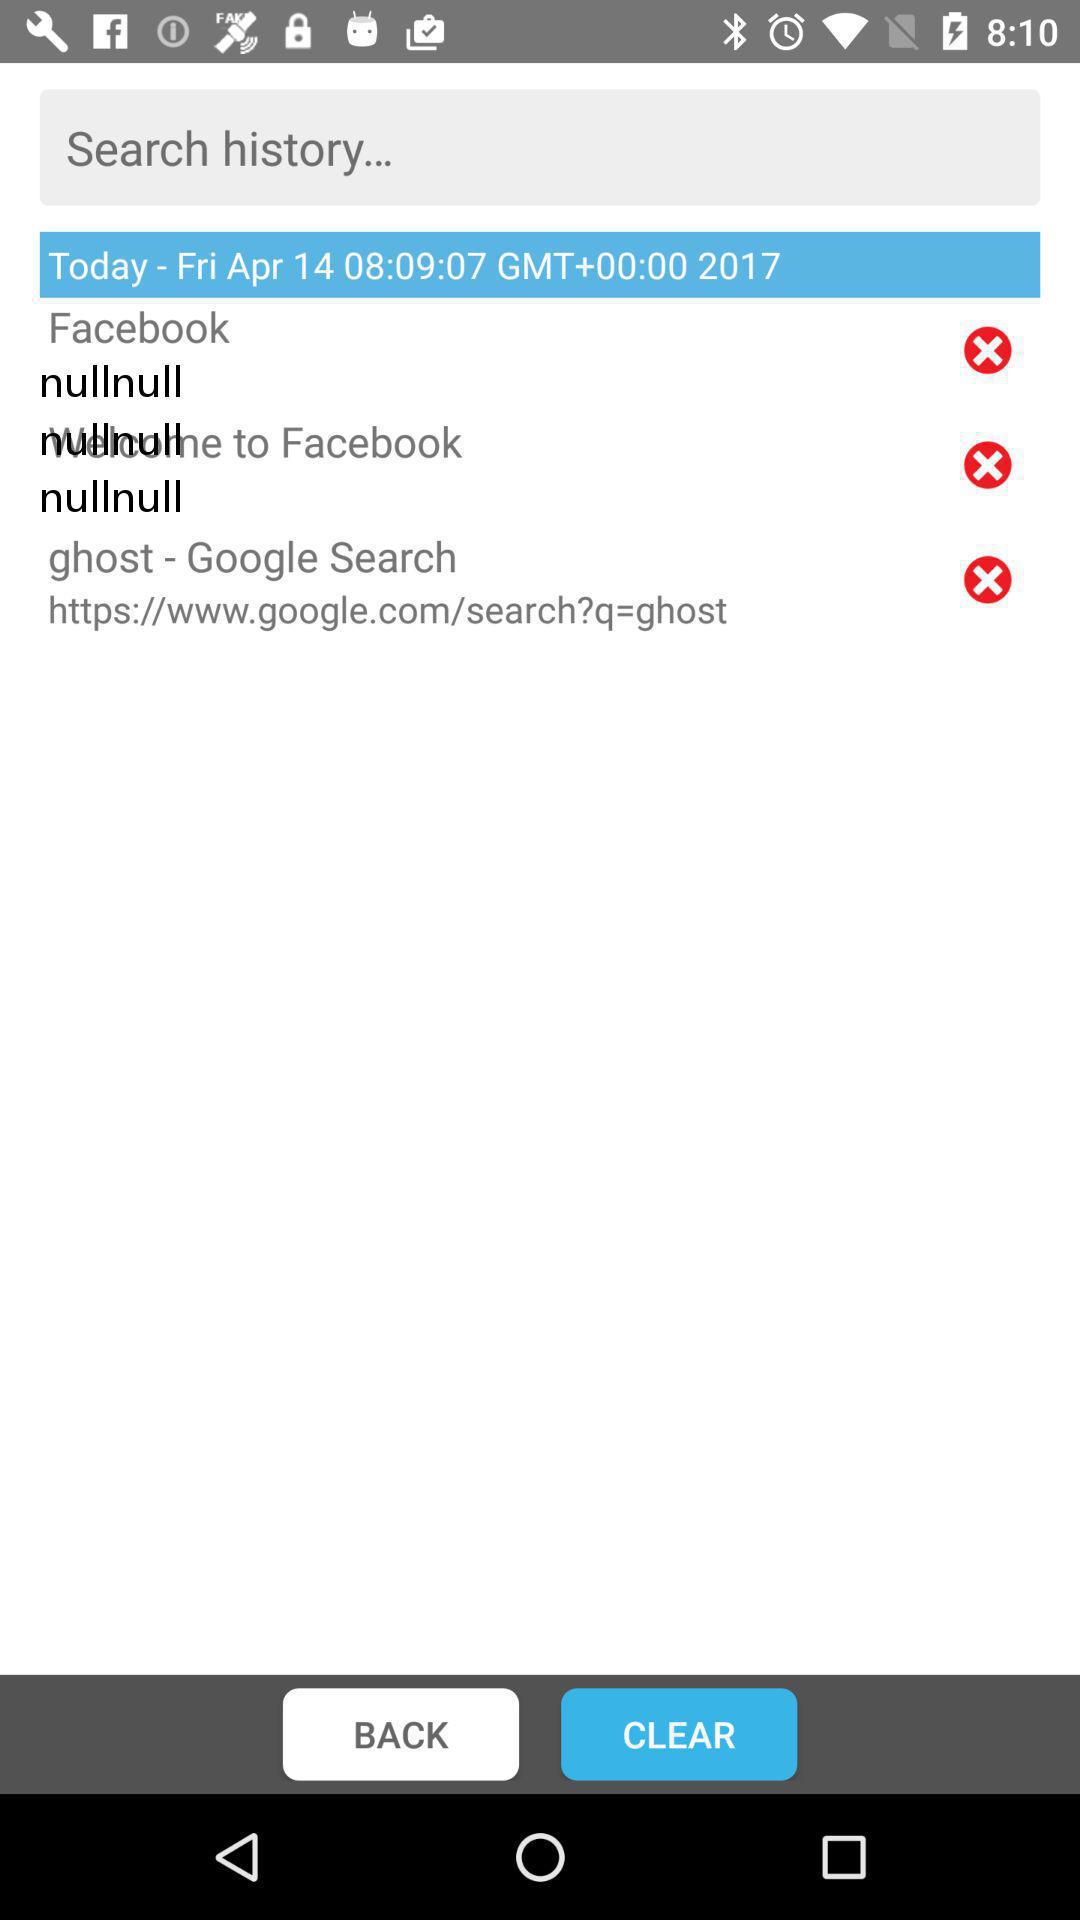 FAKE
8:10
Search history...
Today - Fri Apr 14 08:09:07 GMT+00:00 2017
Facebook
nullnull
Welcome to Facebook
nullnull
nullnull
ghost - Google Search
https://www.google.com/search?q=ghost
BACK
CLEAR